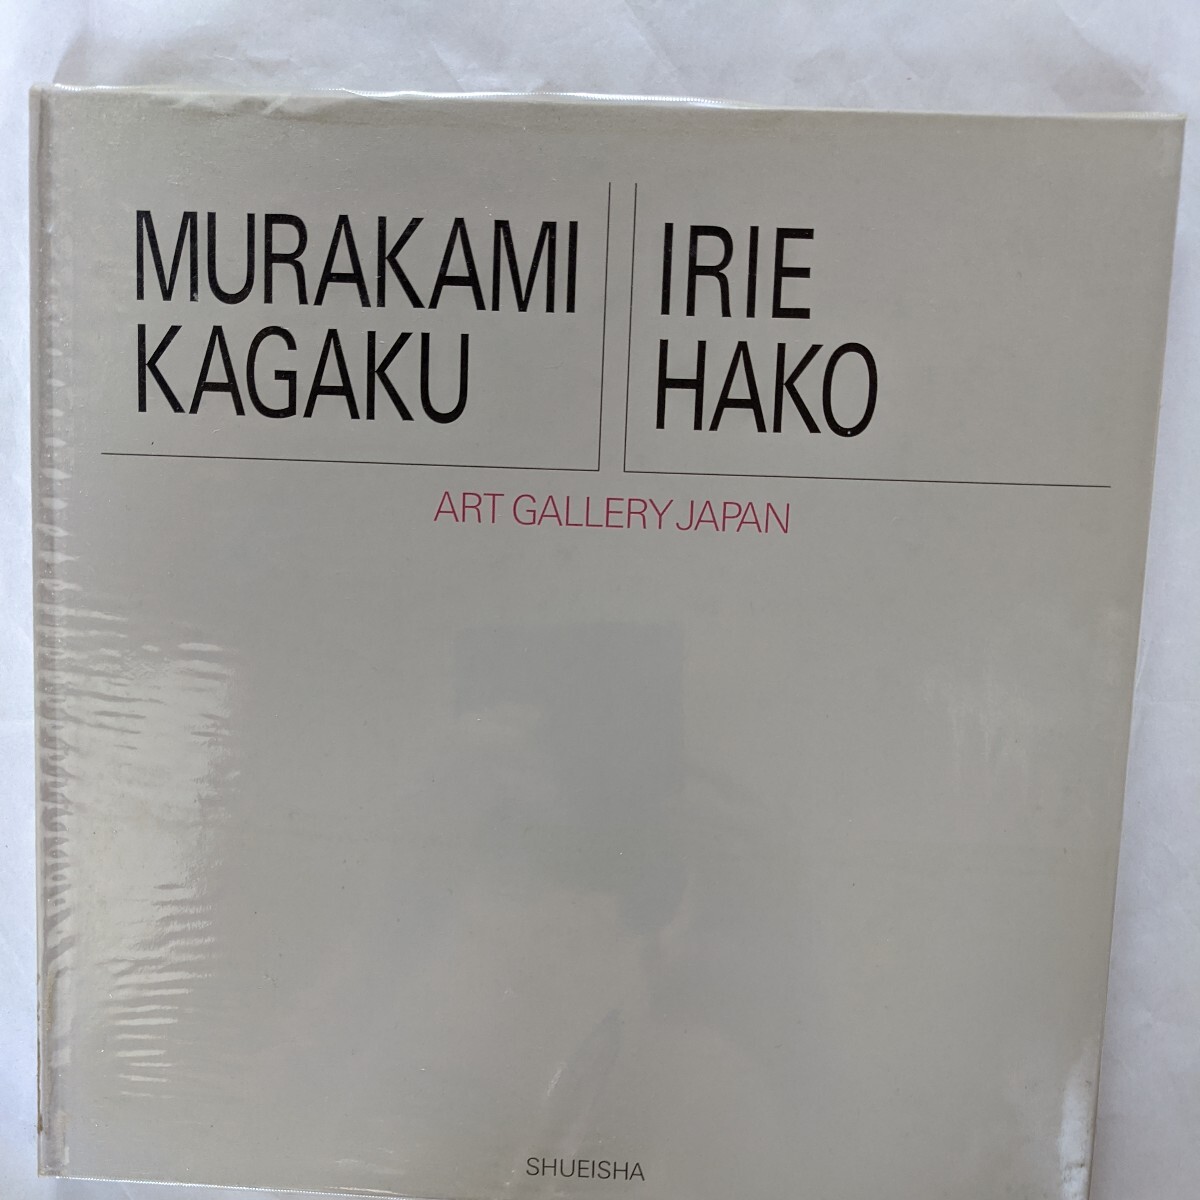 MURAKAMI
KAGAKU
IRIE
HAKO
ART GALLERY JAPAN
SHUEISHA